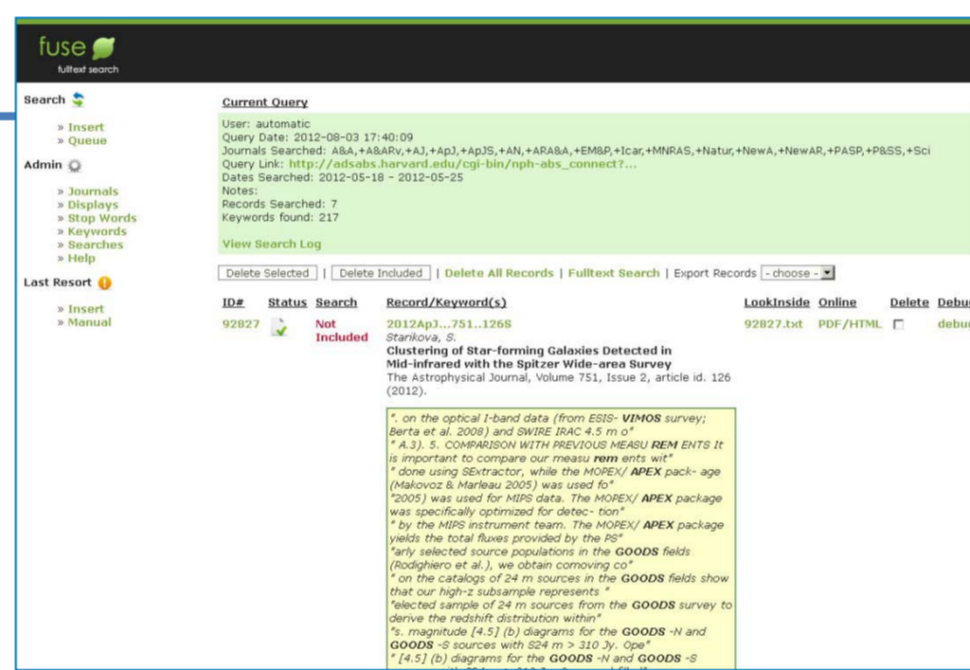 fuse
fulltext search
Search
» Insert
» Queue
Admin
» Journals
» Displays
» Stop Words
» Keywords
» Searches
» Help
Last Resort
» Insert
» Manual
Current Query
User: automatic
Query Date: 2012-08-03 17:40:09
Journals Searched: A&A,+A&ARv,+AJ,+ApJ,+ApJS,+AN,+ARA&A,+EM&P,+Icar,+MNRAS,+Natur,+NewA,+NewAR,+PASP,+P&SS,+Sci
Query Link: http://adsabs.harvard.edu/cgi-bin/nph-abs_connect?...
Dates Searched: 2012-05-18 - 2012-05-25
Notes:
Records Searched: 7
Keywords found: 217
View Search Log
Delete Selected | Delete Included | Delete All Records | Fulltext Search | Export Records - choose -
ID# Status Search Record/Keyword(s) LookInside Online Delete Debug
92827 Not Included 2012ApJ...751..126S 92827.txt PDF/HTML debug
Starikova, S.
Clustering of Star-forming Galaxies Detected in
Mid-infrared with the Spitzer Wide-area Survey
The Astrophysical Journal, Volume 751, Issue 2, article id. 126
(2012).
". on the optical I-band data (from ESIS- VIMOS survey;
Berta et al. 2008) and SWIRE IRAC 4.5 m o"
" A.3). 5. COMPARISON WITH PREVIOUS MEASU REM ENTS It
is important to compare our measu rem ents wit"
" done using SExtractor, while the MOPEX/ APEX pack- age
(Makovoz & Marleau 2005) was used fo"
"2005) was used for MIPS data. The MOPEX/ APEX package
was specifically optimized for detec- tion"
" by the MIPS instrument team. The MOPEX/ APEX package
yields the total fluxes provided by the PS"
"arly selected source populations in the GOODS fields
(Rodighiero et al.), we obtain comoving co"
" on the catalogs of 24 m sources in the GOODS fields show
that our high-z subsample represents "
"elected sample of 24 m sources from the GOODS survey to
derive the redshift distribution within"
"s. magnitude [4.5] (b) diagrams for the GOODS -N and
GOODS -S sources with S24 m > 310 Jy. Ope"
" [4.5] (b) diagrams for the GOODS -N and GOODS -S